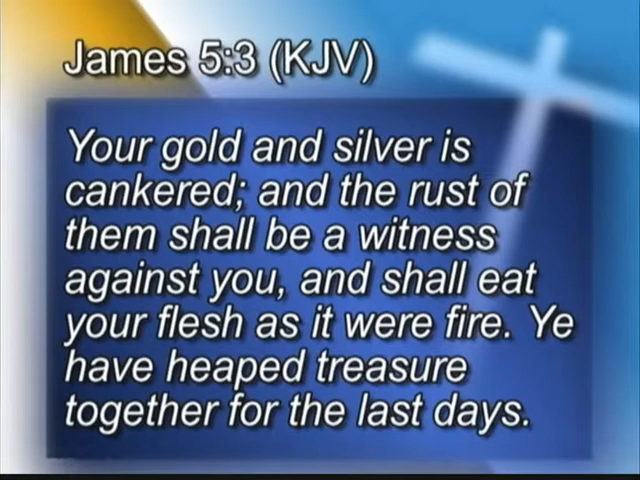 James 5:3 (KJV)
Your gold and silver is
cankered; and the rust of
them shall be a witness
against you, and shall eat
your flesh as it were fire. Ye
have heaped treasure
together for the last days.